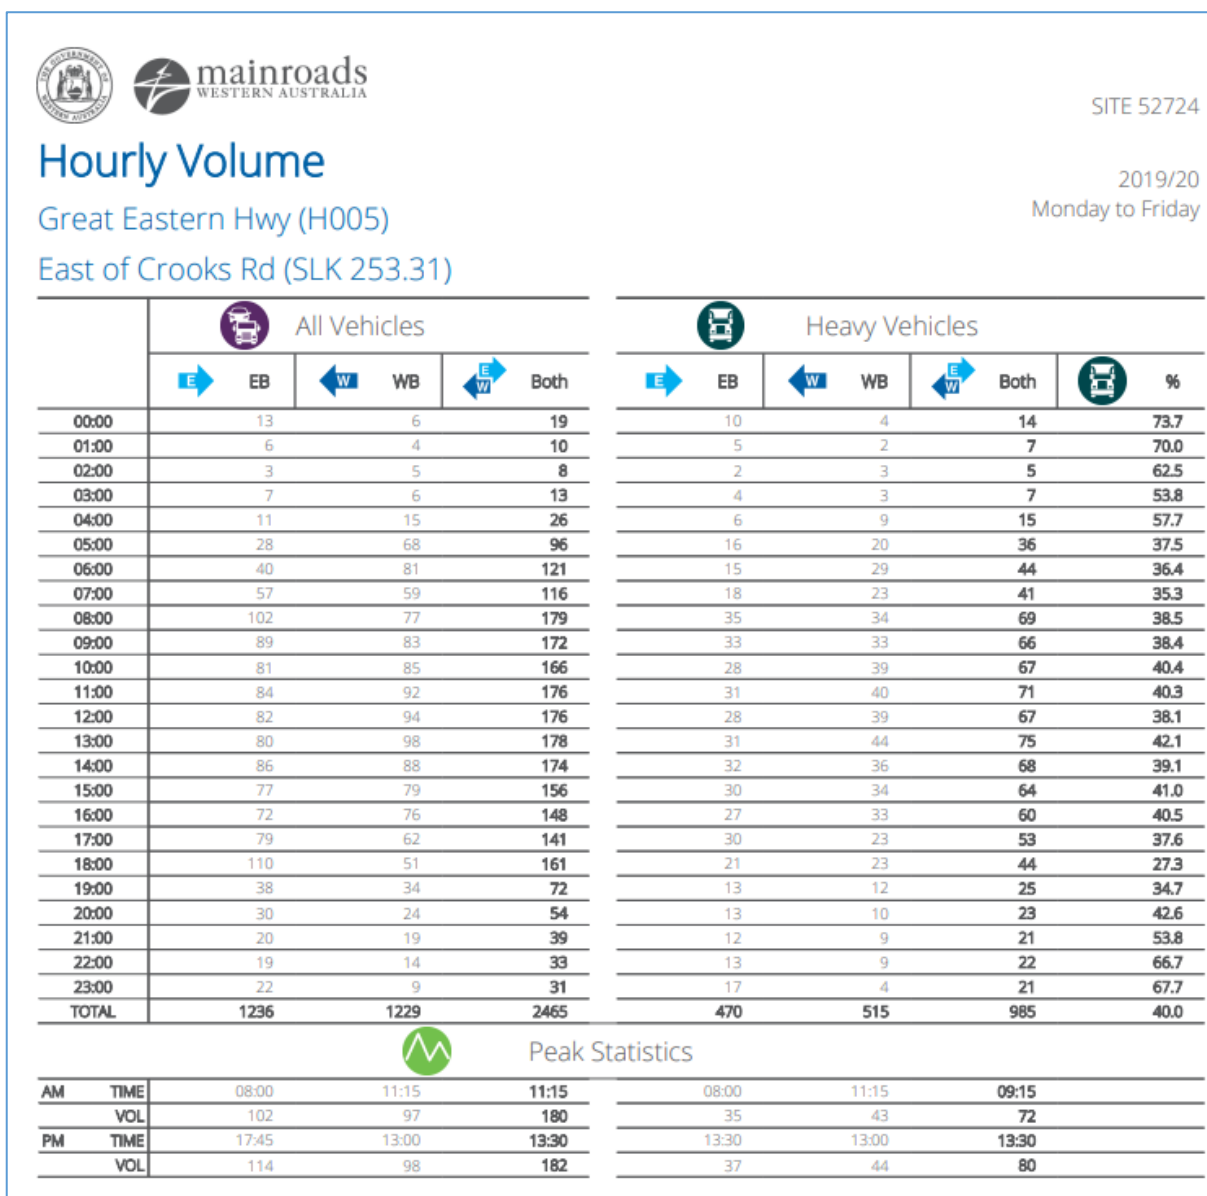 THE GOVERNMENT OF WESTERN AUSTRALIA
mainroads
WESTERN AUSTRALIA
SITE 52724
Hourly Volume
2019/20
Great Eastern Hwy (H005)
Monday to Friday
East of Crooks Rd (SLK 253.31)
All Vehicles Heavy Vehicles
E EB W WB E W Both E EB W WB E W Both %
00:00 13 6 19 10 4 14 73.7
01:00 6 4 10 5 2 7 70.0
02:00 3 5 8 2 3 5 62.5
03:00 7 6 13 4 3 7 53.8
04:00 11 15 26 6 9 15 57.7
05:00 28 68 96 16 20 36 37.5
06:00 40 81 121 15 29 44 36.4
07:00 57 59 116 18 23 41 35.3
08:00 102 77 179 35 34 69 38.5
09:00 89 83 172 33 33 66 38.4
10:00 81 85 166 28 39 67 40.4
11:00 84 92 176 31 40 71 40.3
12:00 82 94 176 28 39 67 38.1
13:00 80 98 178 31 44 75 42.1
14:00 86 88 174 32 36 68 39.1
15:00 77 79 156 30 34 64 41.0
16:00 72 76 148 27 33 60 40.5
17:00 79 62 141 30 23 53 37.6
18:00 110 51 161 21 23 44 27.3
19:00 38 34 72 13 12 25 34.7
20:00 30 24 54 13 10 23 42.6
21:00 20 19 39 12 9 21 53.8
22:00 19 14 33 13 9 22 66.7
23:00 22 9 31 17 4 21 67.7
TOTAL 1236 1229 2465 470 515 985 40.0
Peak Statistics
AM TIME 08:00 11:15 11:15 08:00 11:15 09:15
VOL 102 97 180 35 43 72
PM TIME 17:45 13:00 13:30 13:30 13:00 13:30
VOL 114 98 182 37 44 80